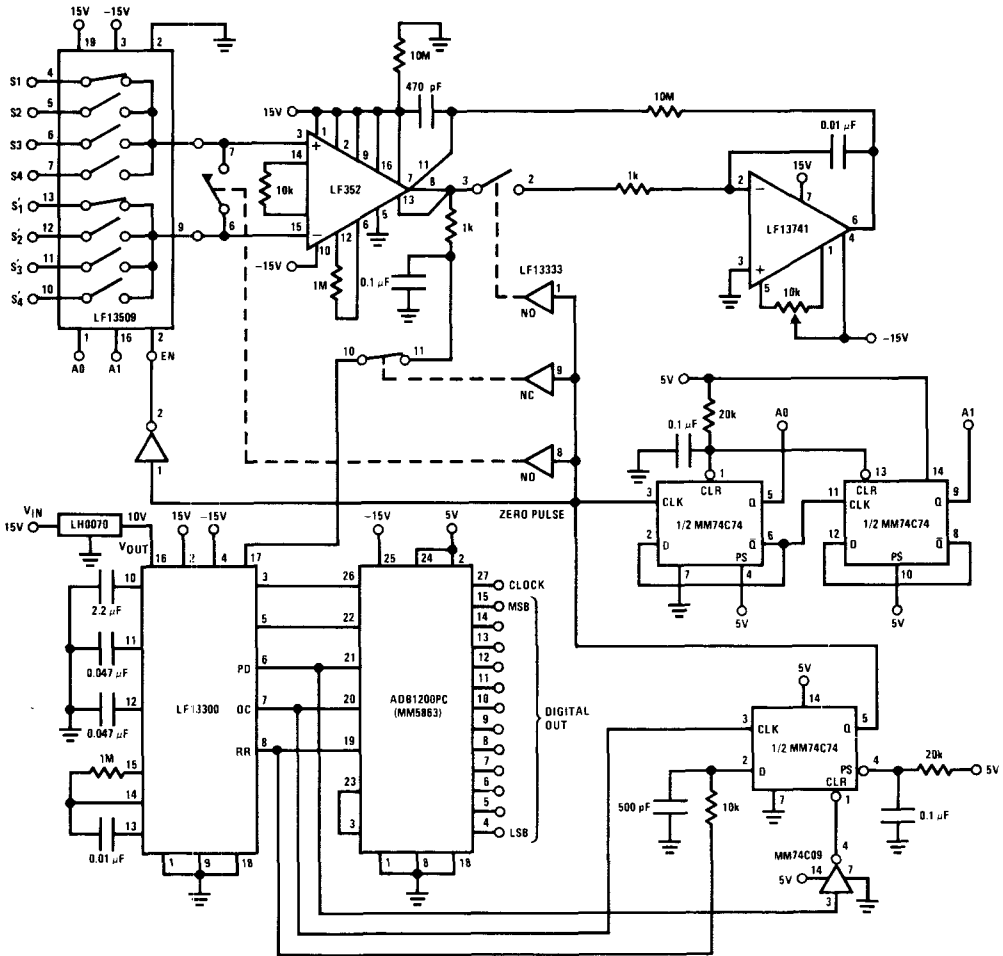 15V -15V
19 3 2
S1 4
S2 5
S3 6
S4 7
S'1 13
S'2 12
S'3 11
S'4 10
LF13509
1 16 2
A0 A1 EN
7
9 6
2
1
10M
470 pF
15V
3 + 1 2 9 16 7 11
14
10k
LF352
8
13
15 - 10 12 6 5
-15V
1M
1k
0.1 µF
3 2
1k
10M
0.01 µF
2 - 15V
7
LF13741
6
4
3 + 5 1
10k
-15V
LF13333
1
NO
10 11
9
NC
8
NO
ZERO PULSE
5V
20k
0.1 µF
A0 A1
1 CLR
3 CLK Q 5
1/2 MM74C74
2 D Q̄ 6
PS
7 4
5V
13 14
CLR
11 CLK Q 9
1/2 MM74C74
12 D Q̄ 8
PS
10
5V
VIN
15V LH0070 10V
VOUT
15V -15V
16 2 4 17
10
2.2 µF
11
0.047 µF
12
0.047 µF
1M
15
14
13
0.01 µF
LF13300
3
5
PD 6
OC 7
RR 8
1 9 18
-15V 5V
25 24 2
26
22
21
20
19
23
3
ADB1200PC
(MM5863)
27 CLOCK
15 MSB
14
13
12
11
10
9
8
7
6
5
4 LSB
DIGITAL
OUT
1 8 18
5V
14
3 CLK Q 5
1/2 MM74C74
2 D PS 4
CLR
7 1
20k
5V
0.1 µF
500 pF
10k
4
MM74C09
5V 14 7
3